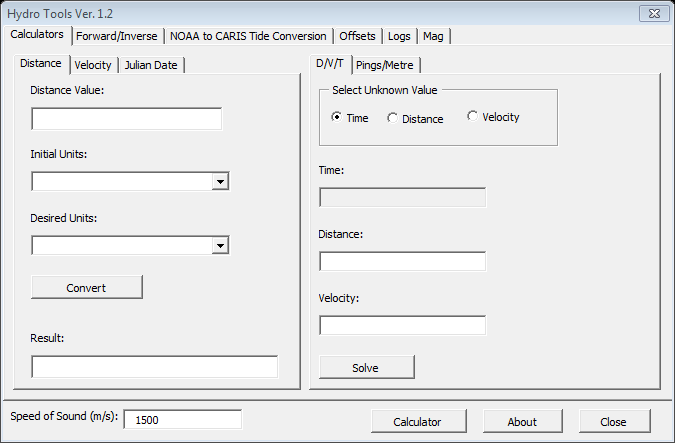 Hydro Tools Ver. 1.2
Calculators Forward/Inverse NOAA to CARIS Tide Conversion Offsets Logs Mag
Distance Velocity Julian Date
Distance Value:
Initial Units:
Desired Units:
Convert
Result:
D/V/T Pings/Metre
Select Unknown Value
Time Distance Velocity
Time:
Distance:
Velocity:
Solve
Speed of Sound (m/s): 1500
Calculator About Close